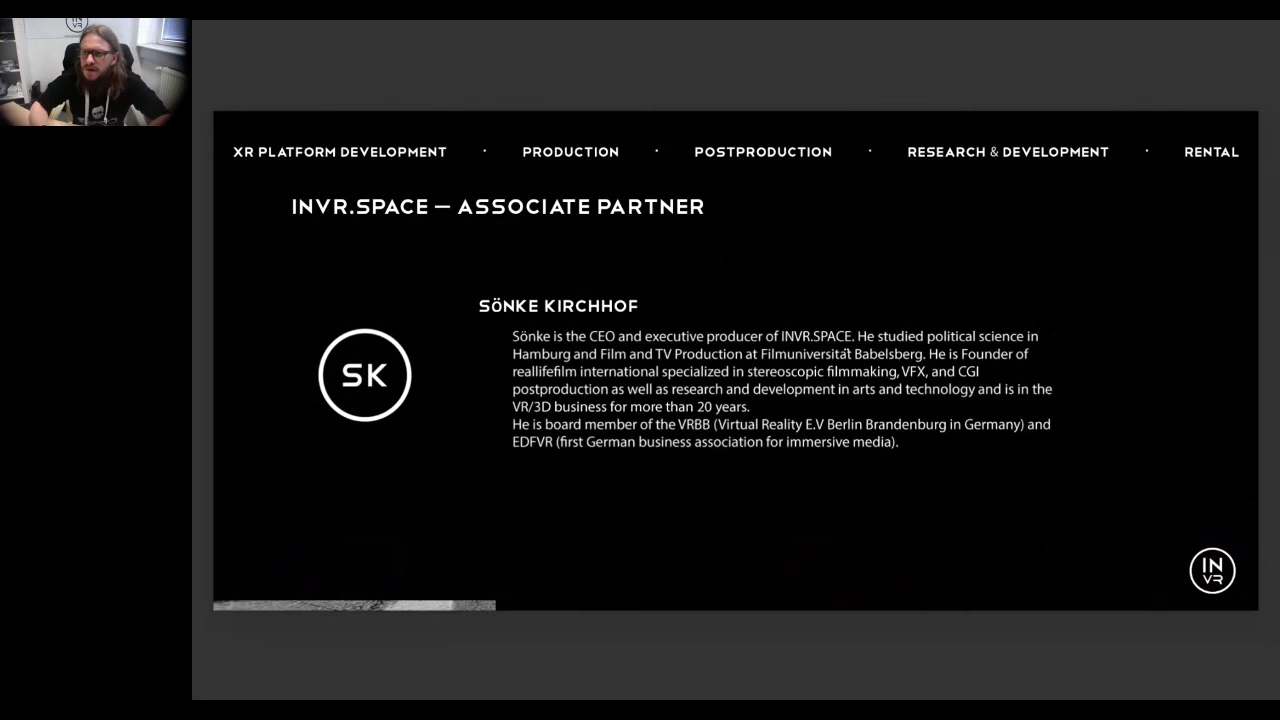 IN
VR
XR PLATFORM DEVELOPMENT · PRODUCTION · POSTPRODUCTION · RESEARCH & DEVELOPMENT · RENTAL
INVR.SPACE — ASSOCIATE PARTNER
SÖNKE KIRCHHOF
SK
Sönke is the CEO and executive producer of INVR.SPACE. He studied political science in
Hamburg and Film and TV Production at Filmuniversität Babelsberg. He is Founder of
reallifefilm international specialized in stereoscopic filmmaking, VFX, and CGI
postproduction as well as research and development in arts and technology and is in the
VR/3D business for more than 20 years.
He is board member of the VRBB (Virtual Reality E.V Berlin Brandenburg in Germany) and
EDFVR (first German business association for immersive media).
IN
VR